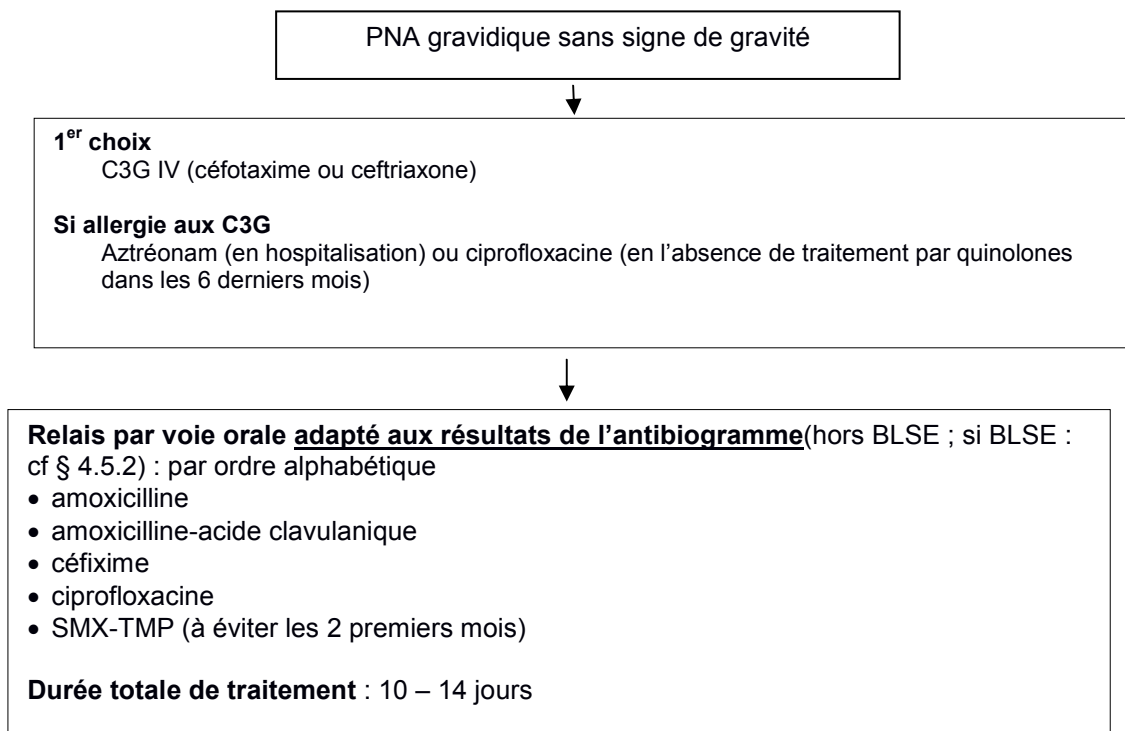 PNA gravidique sans signe de gravité
1er choix
C3G IV (céfotaxime ou ceftriaxone)
Si allergie aux C3G
Aztréonam (en hospitalisation) ou ciprofloxacine (en l’absence de traitement par quinolones
dans les 6 derniers mois)
Relais par voie orale adapté aux résultats de l’antibiogramme(hors BLSE ; si BLSE :
cf § 4.5.2) : par ordre alphabétique
• amoxicilline
• amoxicilline-acide clavulanique
• céfixime
• ciprofloxacine
• SMX-TMP (à éviter les 2 premiers mois)
Durée totale de traitement : 10 – 14 jours